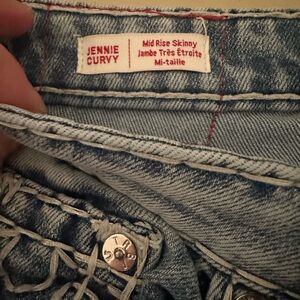 JENNIE
CURVY
Mid Rise Skinny
Jambe Très Étroite
Mi-taille